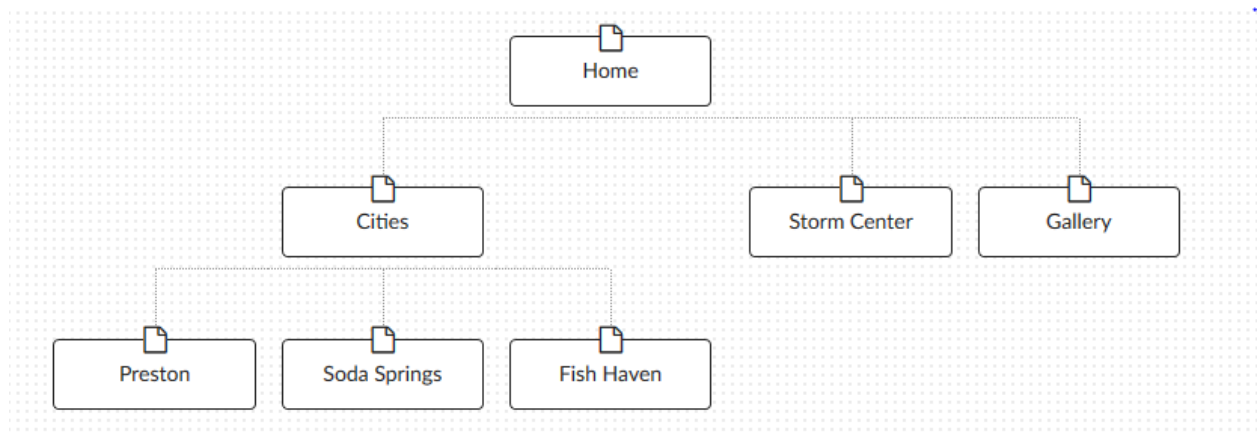 Home
Cities
Storm Center
Gallery
Preston
Soda Springs
Fish Haven